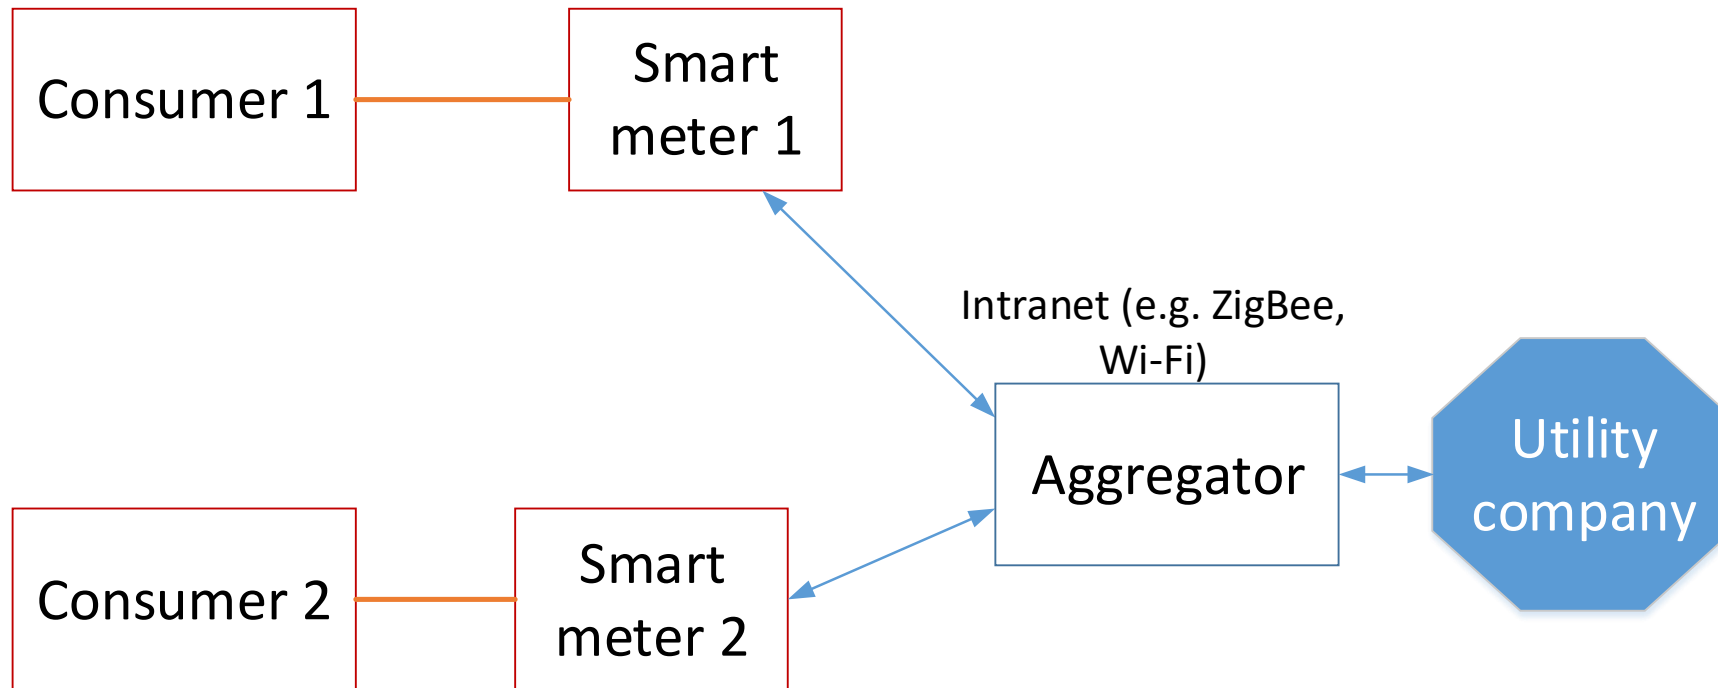 Consumer 1
Smart
meter 1
Intranet (e.g. ZigBee,
Wi-Fi)
Aggregator
Utility
company
Consumer 2
Smart
meter 2